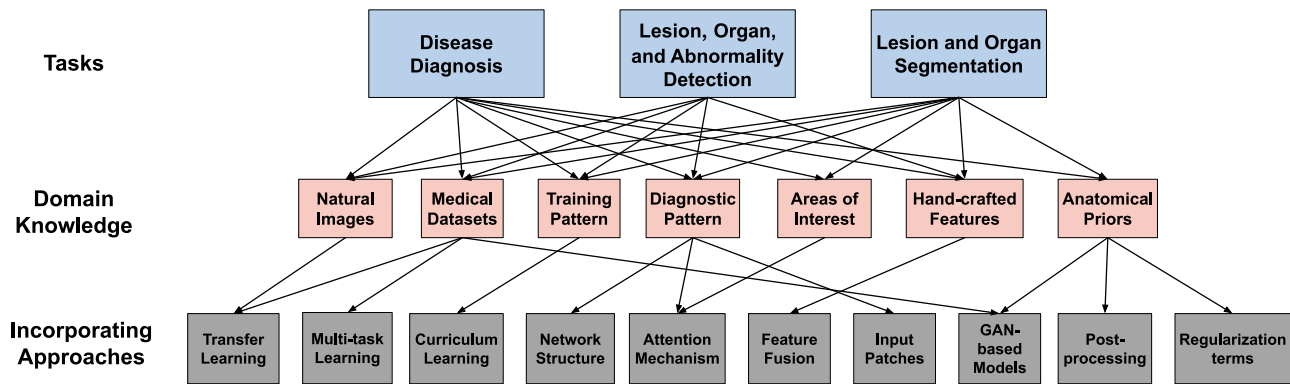 Tasks
Disease
Diagnosis
Lesion, Organ,
and Abnormality
Detection
Lesion and Organ
Segmentation
Domain
Knowledge
Natural
Images
Medical
Datasets
Training
Pattern
Diagnostic
Pattern
Areas of
Interest
Hand-crafted
Features
Anatomical
Priors
Incorporating
Approaches
Transfer
Learning
Multi-task
Learning
Curriculum
Learning
Network
Structure
Attention
Mechanism
Feature
Fusion
Input
Patches
GAN-
based
Models
Post-
processing
Regularization
terms